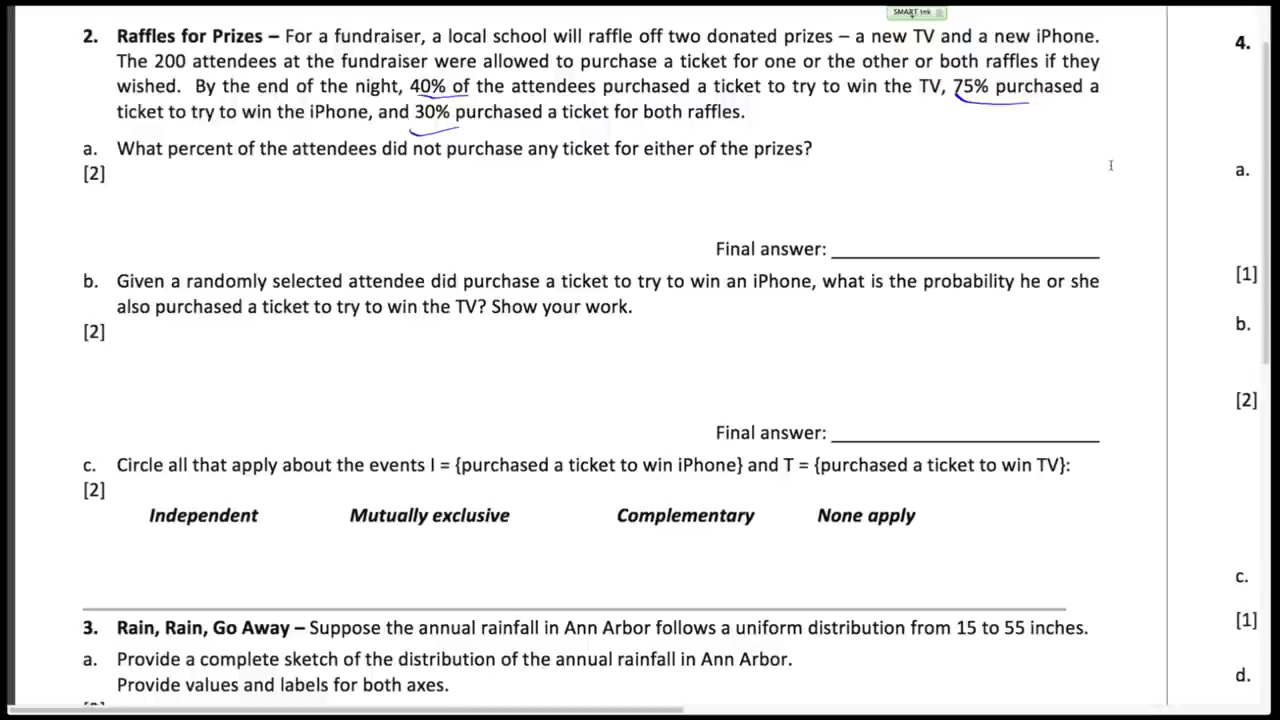 SMART Ink
2. Raffles for Prizes – For a fundraiser, a local school will raffle off two donated prizes – a new TV and a new iPhone.
The 200 attendees at the fundraiser were allowed to purchase a ticket for one or the other or both raffles if they
wished. By the end of the night, 40% of the attendees purchased a ticket to try to win the TV, 75% purchased a
ticket to try to win the iPhone, and 30% purchased a ticket for both raffles.
a. What percent of the attendees did not purchase any ticket for either of the prizes?
[2]
Final answer:
b. Given a randomly selected attendee did purchase a ticket to try to win an iPhone, what is the probability he or she
also purchased a ticket to try to win the TV? Show your work.
[2]
Final answer:
c. Circle all that apply about the events I = {purchased a ticket to win iPhone} and T = {purchased a ticket to win TV}:
[2]
Independent Mutually exclusive Complementary None apply
3. Rain, Rain, Go Away – Suppose the annual rainfall in Ann Arbor follows a uniform distribution from 15 to 55 inches.
a. Provide a complete sketch of the distribution of the annual rainfall in Ann Arbor.
Provide values and labels for both axes.
4.
a.
[1]
b.
[2]
c.
[1]
d.